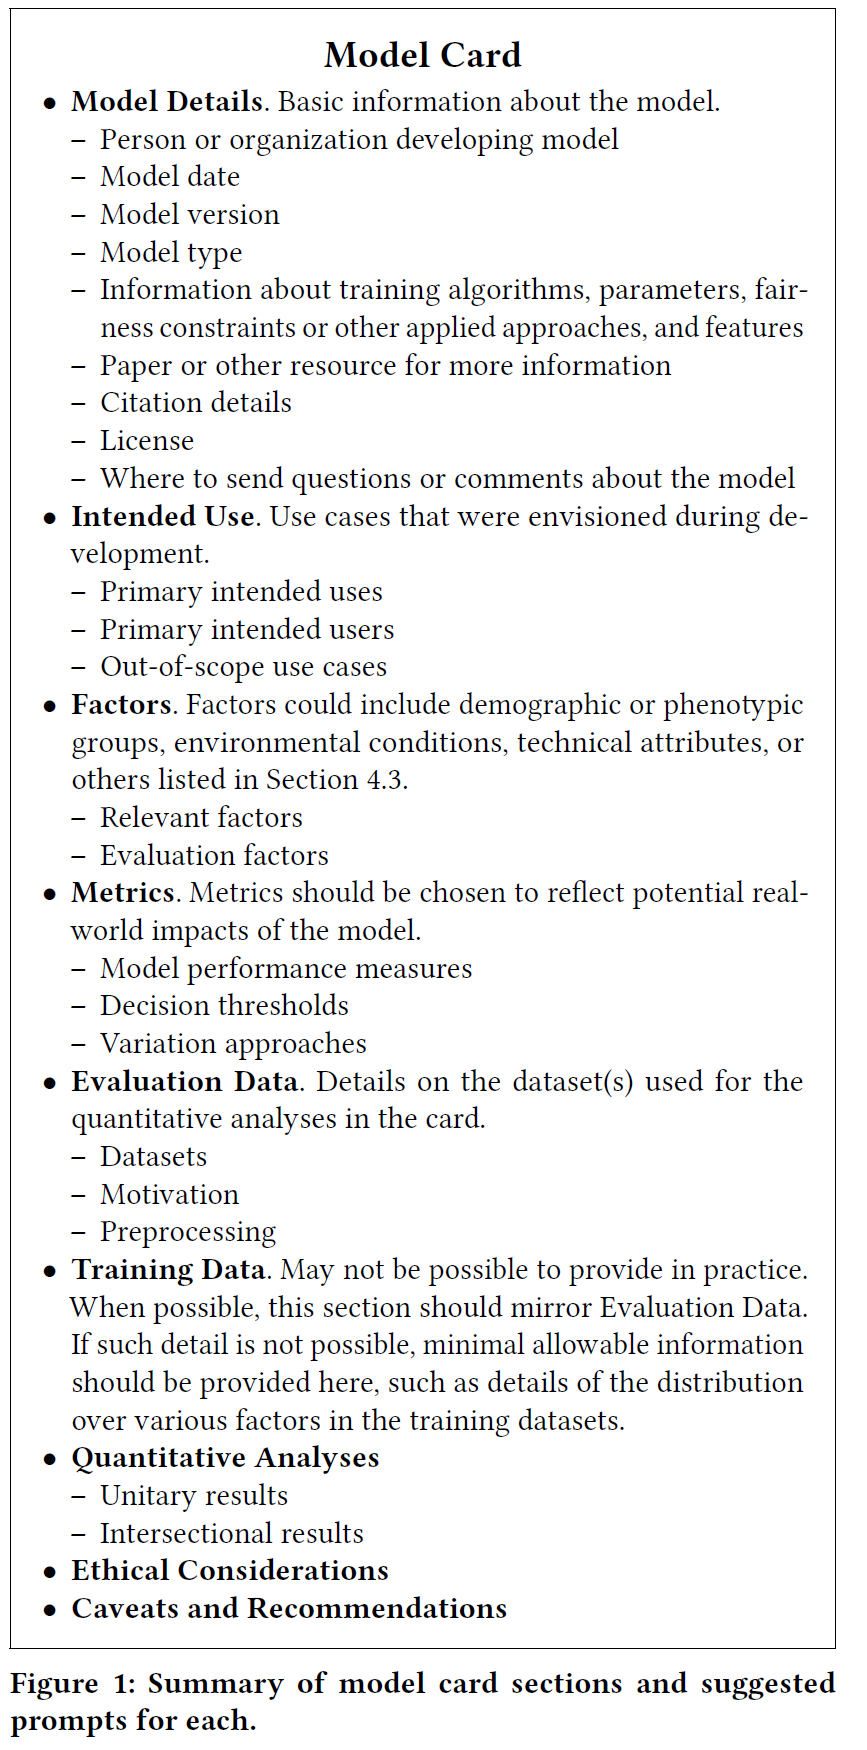 Model Card
• Model Details. Basic information about the model.
– Person or organization developing model
– Model date
– Model version
– Model type
– Information about training algorithms, parameters, fair-
ness constraints or other applied approaches, and features
– Paper or other resource for more information
– Citation details
– License
– Where to send questions or comments about the model
• Intended Use. Use cases that were envisioned during de-
velopment.
– Primary intended uses
– Primary intended users
– Out-of-scope use cases
• Factors. Factors could include demographic or phenotypic
groups, environmental conditions, technical attributes, or
others listed in Section 4.3.
– Relevant factors
– Evaluation factors
• Metrics. Metrics should be chosen to reflect potential real-
world impacts of the model.
– Model performance measures
– Decision thresholds
– Variation approaches
• Evaluation Data. Details on the dataset(s) used for the
quantitative analyses in the card.
– Datasets
– Motivation
– Preprocessing
• Training Data. May not be possible to provide in practice.
When possible, this section should mirror Evaluation Data.
If such detail is not possible, minimal allowable information
should be provided here, such as details of the distribution
over various factors in the training datasets.
• Quantitative Analyses
– Unitary results
– Intersectional results
• Ethical Considerations
• Caveats and Recommendations
Figure 1: Summary of model card sections and suggested
prompts for each.